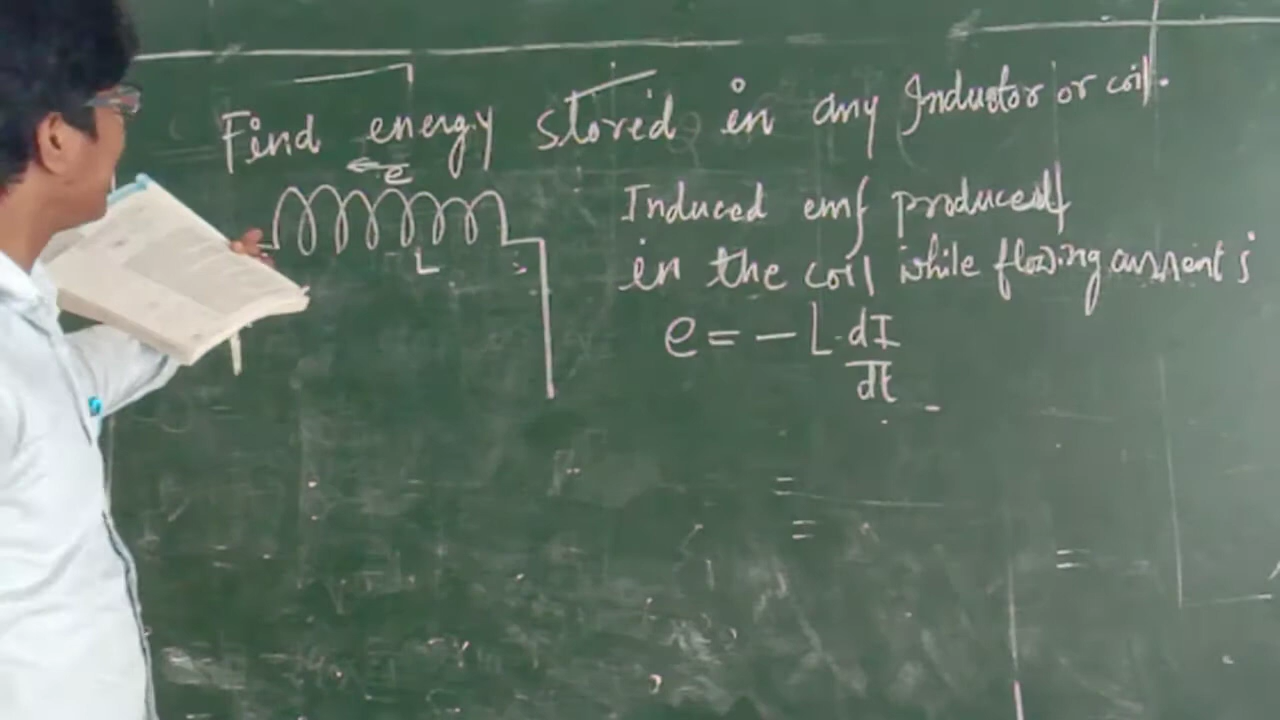 Find energy stored in any Inductor or coil.
e
L
Induced emf produced
in the coil while flowing current is
e = - L · dI
dt